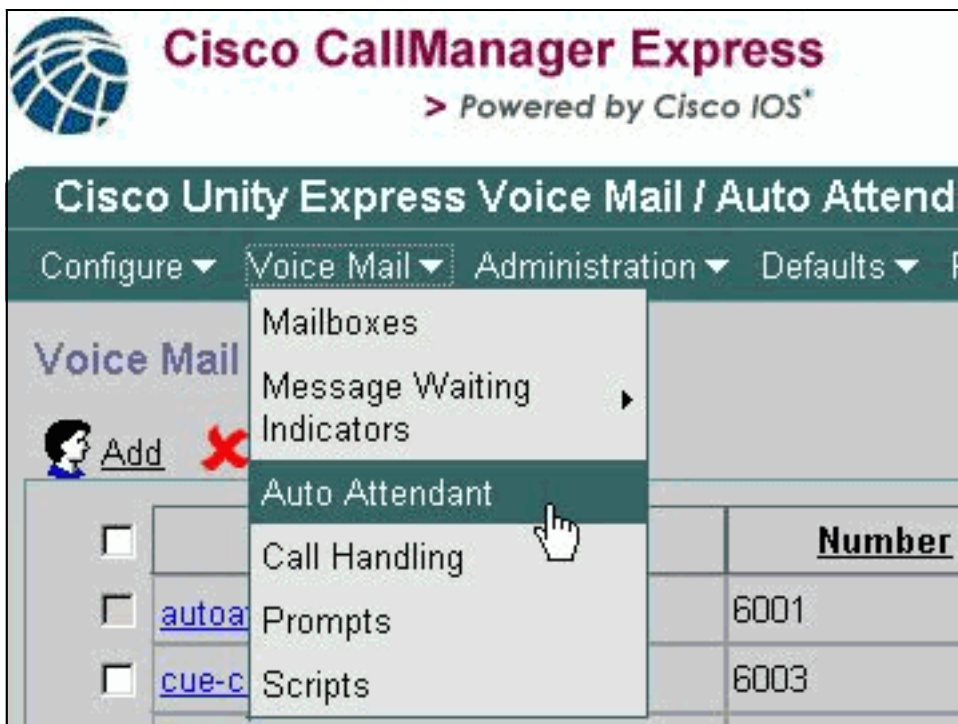 Cisco CallManager Express
> Powered by Cisco IOS®
Cisco Unity Express Voice Mail / Auto Attend
Configure Voice Mail Administration Defaults
Voice Mail
Mailboxes
Message Waiting
Indicators
Add
Auto Attendant
Call Handling
Prompts
Scripts
Number
autoa 6001
cue-c 6003